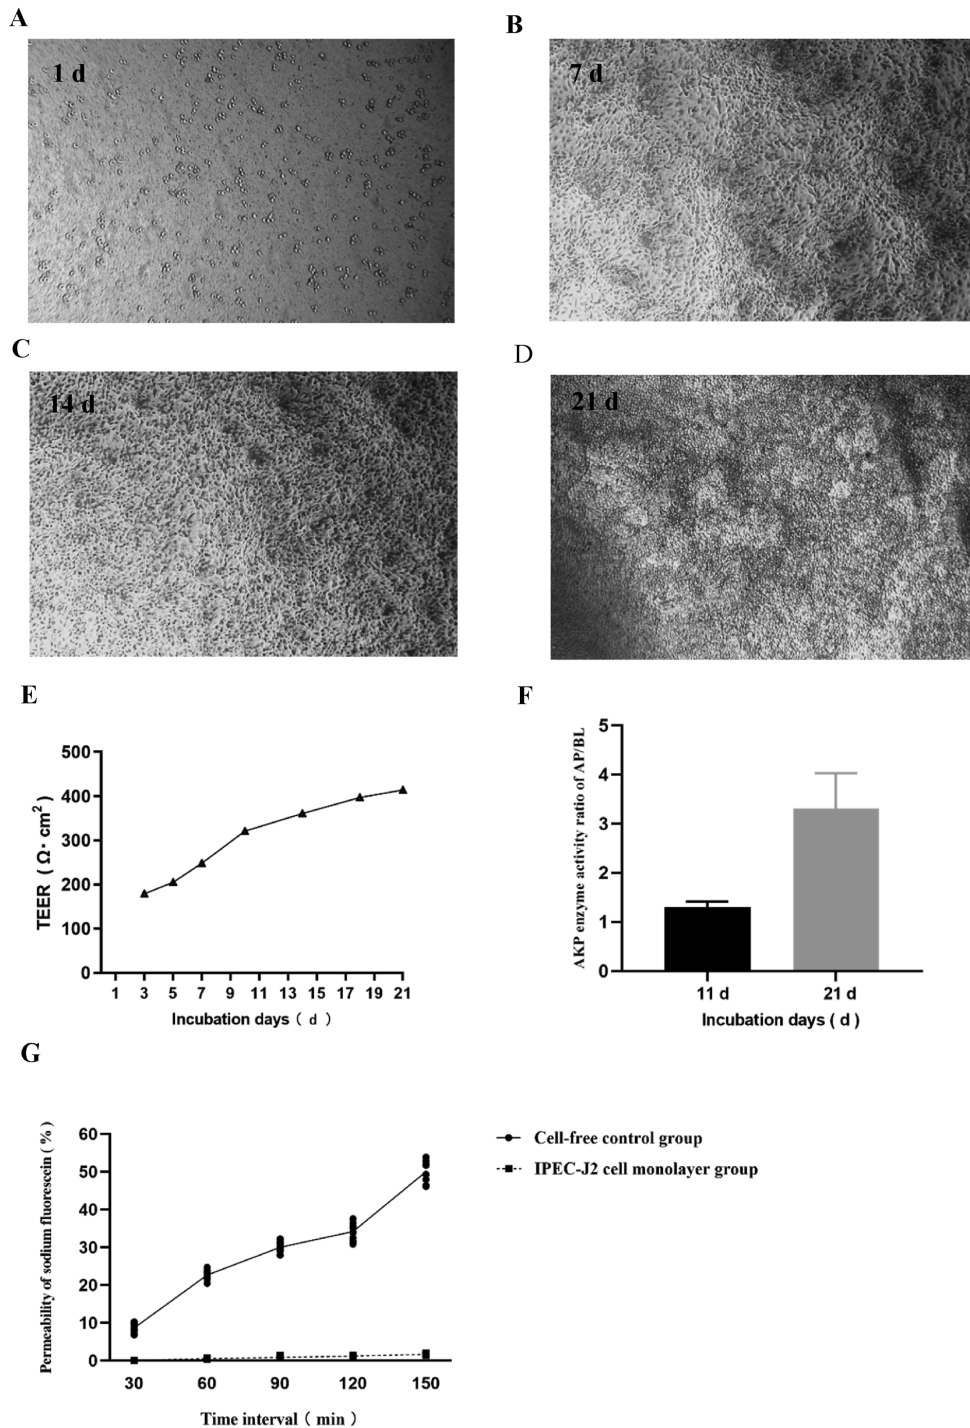 A
B
1 d
7 d
C
D
14 d
21 d
E
F
500
400
300
200
100
0
TEER ( Ω· cm²)
1 3 5 7 9 11 13 15 17 19 21
Incubation days ( d )
5
4
3
2
1
0
AKP enzyme activity ratio of AP/BL
11 d 21 d
Incubation days ( d )
G
60
50
40
30
20
10
0
Permeability of sodium fluorescein ( % )
30 60 90 120 150
Time interval ( min )
Cell-free control group
IPEC-J2 cell monolayer group